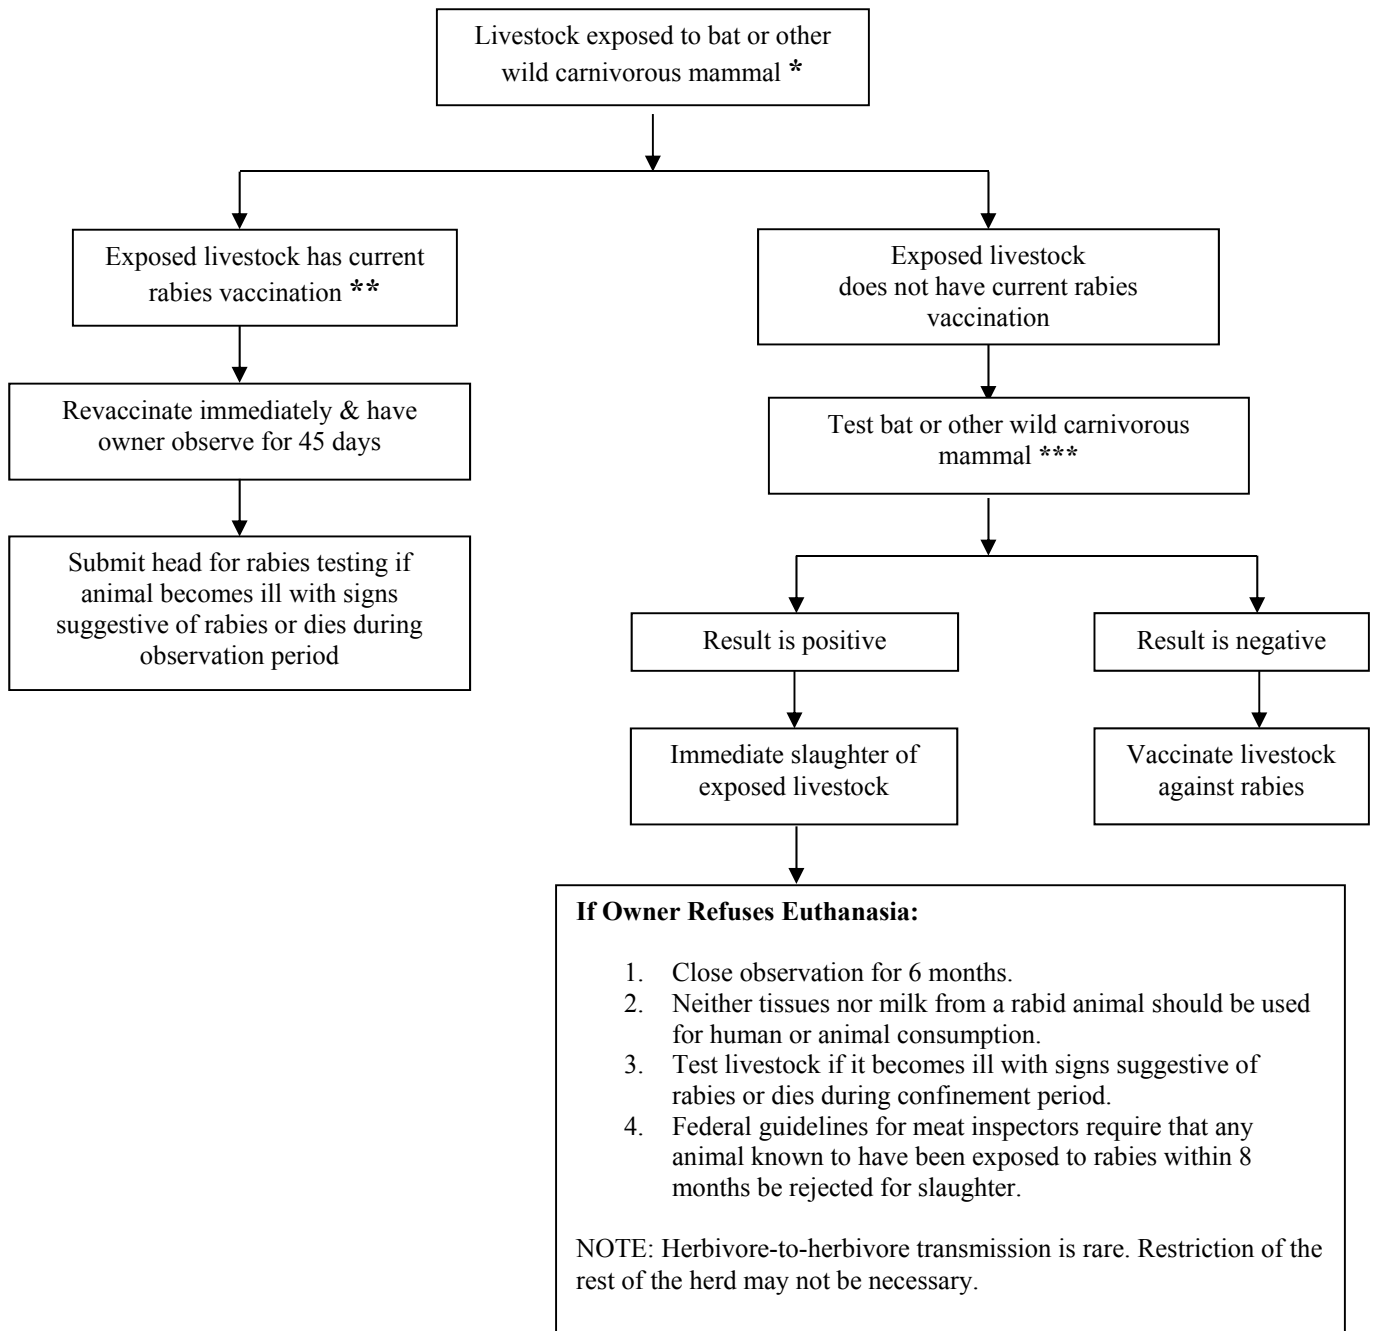 Livestock exposed to bat or other
wild carnivorous mammal *
Exposed livestock has current
rabies vaccination **
Revaccinate immediately & have
owner observe for 45 days
Submit head for rabies testing if
animal becomes ill with signs
suggestive of rabies or dies during
observation period
Exposed livestock
does not have current rabies
vaccination
Test bat or other wild carnivorous
mammal ***
Result is positive
Result is negative
Immediate slaughter of
exposed livestock
Vaccinate livestock
against rabies
If Owner Refuses Euthanasia:
1. Close observation for 6 months.
2. Neither tissues nor milk from a rabid animal should be used
for human or animal consumption.
3. Test livestock if it becomes ill with signs suggestive of
rabies or dies during confinement period.
4. Federal guidelines for meat inspectors require that any
animal known to have been exposed to rabies within 8
months be rejected for slaughter.
NOTE: Herbivore-to-herbivore transmission is rare. Restriction of the
rest of the herd may not be necessary.